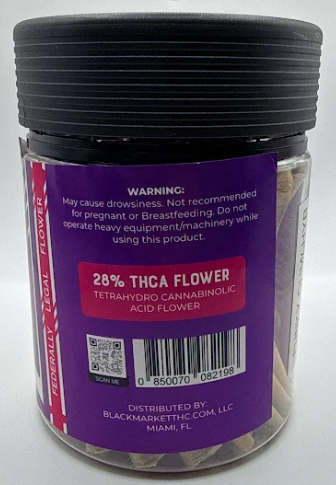 WARNING:
May cause drowsiness. Not recommended
for pregnant or Breastfeeding. Do not
operate heavy equipment/machinery while
using this product.
28% THCA FLOWER
TETRAHYDRO CANNABINOLIC
ACID FLOWER
SCAN ME
0 850070 082198
DISTRIBUTED BY:
BLACKMARKETTHC.COM, LLC
MIAMI, FL
FEDERALLY LEGAL FLOWER